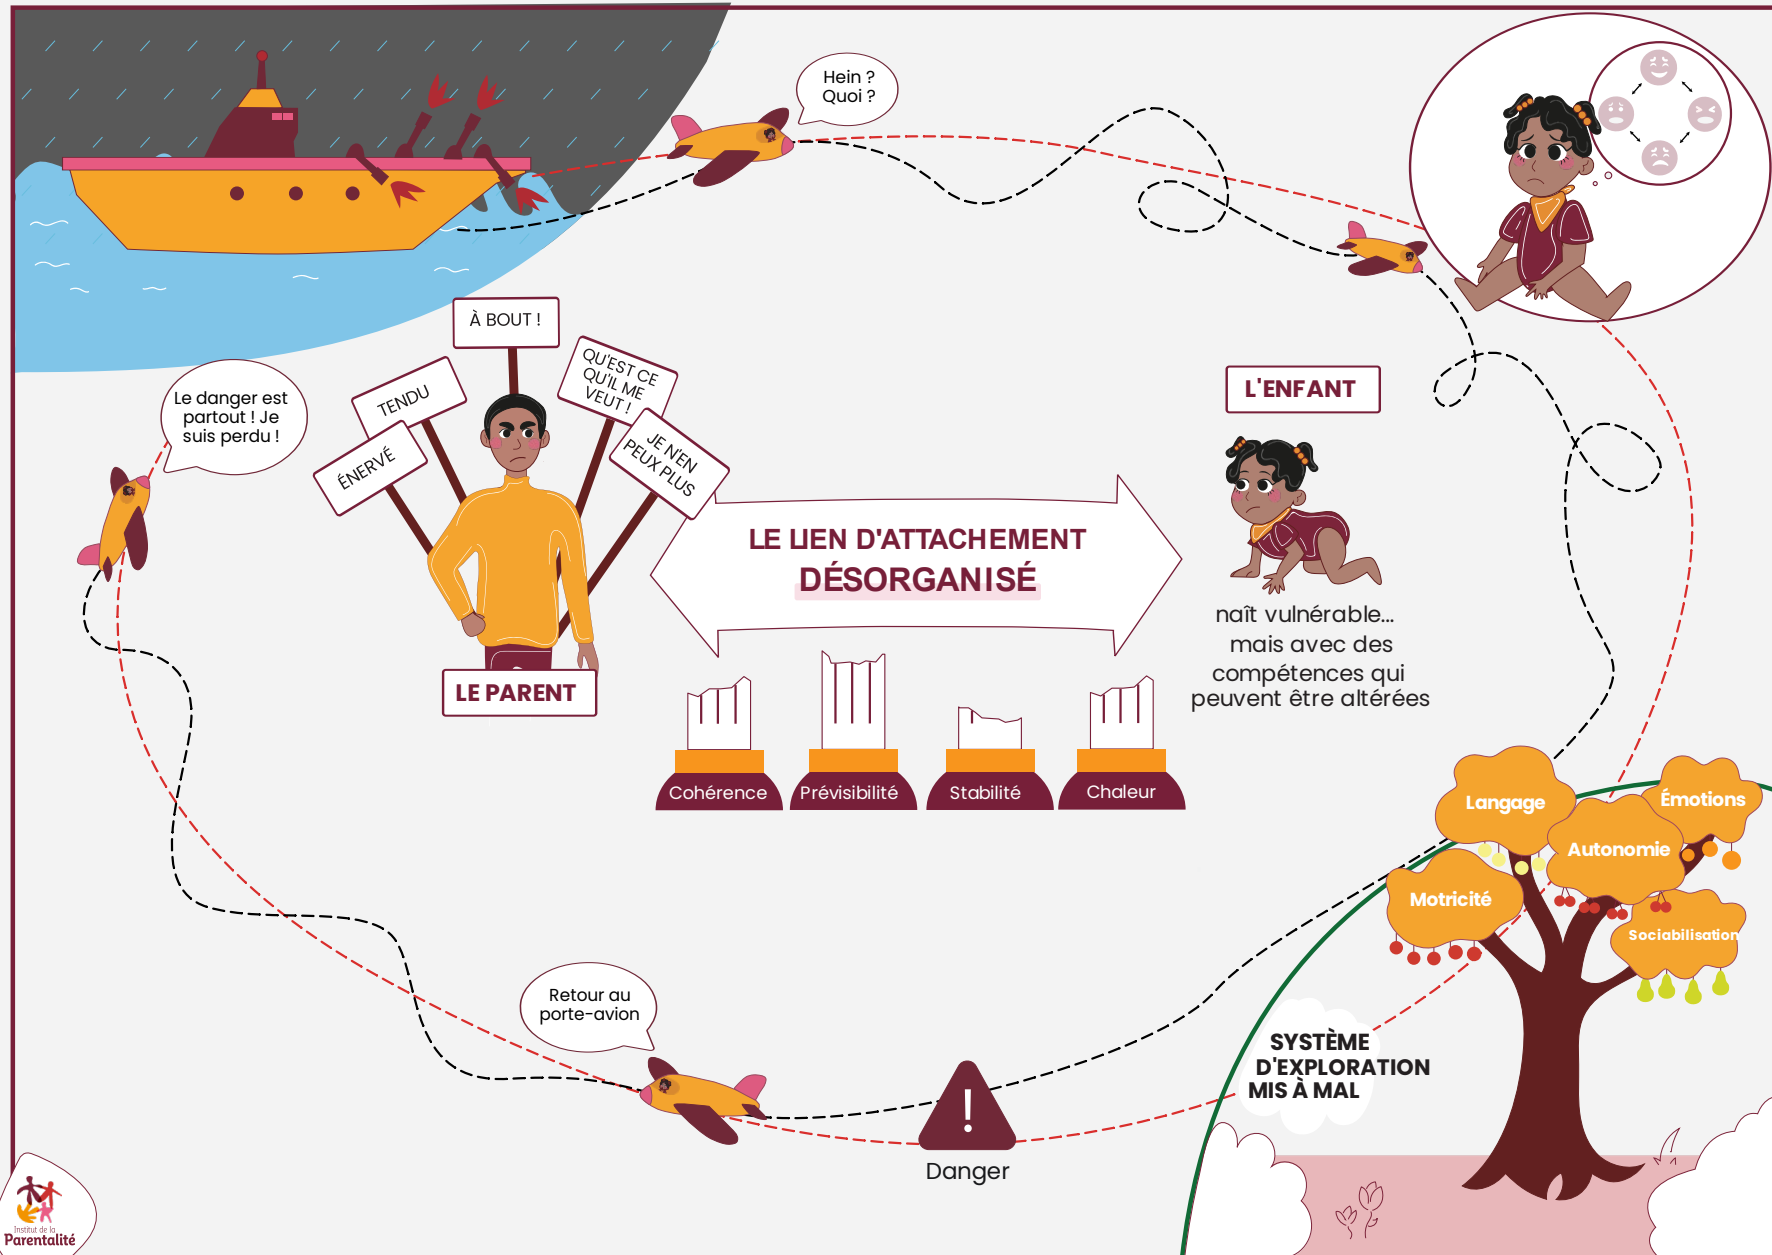 Hein ?
Quoi ?
À BOUT !
TENDU
QU'EST CE
QU'IL ME
VEUT !
ÉNERVÉ
JE N'EN
PEUX PLUS
Le danger est
partout ! Je
suis perdu !
L'ENFANT
LE LIEN D'ATTACHEMENT
DÉSORGANISÉ
naît vulnérable...
mais avec des
compétences qui
peuvent être altérées
LE PARENT
Cohérence
Prévisibilité
Stabilité
Chaleur
Langage
Émotions
Autonomie
Motricité
Sociabilisation
Retour au
porte-avion
SYSTÈME
D'EXPLORATION
MIS À MAL
!
Danger
Institut de la
Parentalité